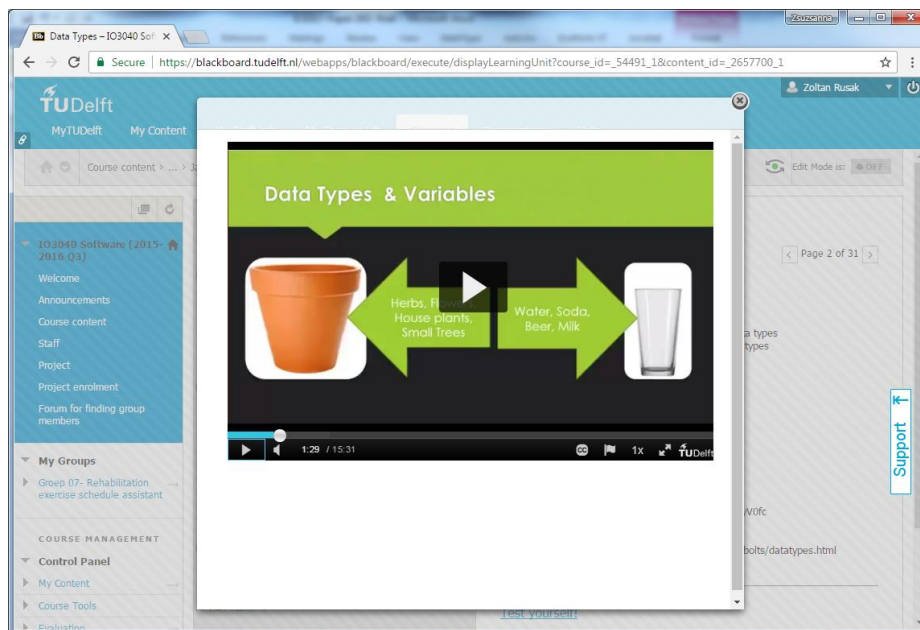 Zsuzsanna
Data Types – IO3040 Sof
Secure | https://blackboard.tudelft.nl/webapps/blackboard/execute/displayLearningUnit?course_id=_54491_1&content_id=_2657700_1
TUDelft
Zoltan Rusak
MyTUDelft My Content
Course content > ... >
Edit Mode is: OFF
Data Types & Variables
IO3040 Software (2015-
2016 Q3)
Page 2 of 31
Welcome
Announcements
Course content
Staff
Project
Project enrolment
Forum for finding group
members
Herbs, Flowers,
House plants,
Small Trees
Water, Soda,
Beer, Milk
types
types
Support
1:29 / 15:31
CC
1x
TUDelft
My Groups
Groep 07- Rehabilitation
exercise schedule assistant
COURSE MANAGEMENT
Control Panel
My Content
Course Tools
Evaluation
bolts/datatypes.html
Test yourself!